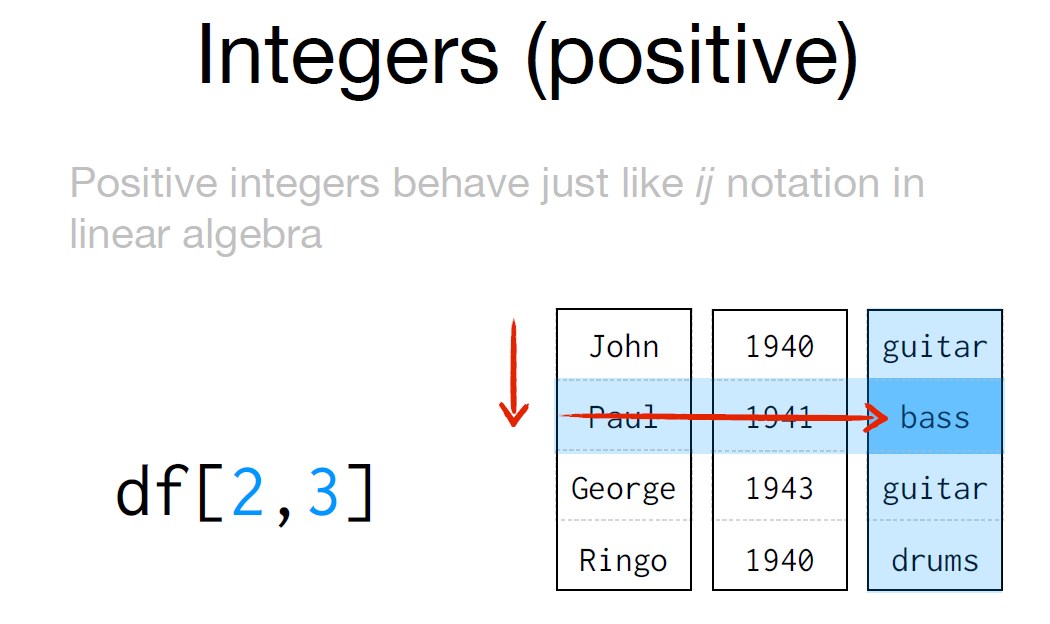 Integers (positive)
Positive integers behave just like ij notation in
linear algebra
John 1940 guitar
Paul 1941 bass
df[2,3]
George 1943 guitar
Ringo 1940 drums